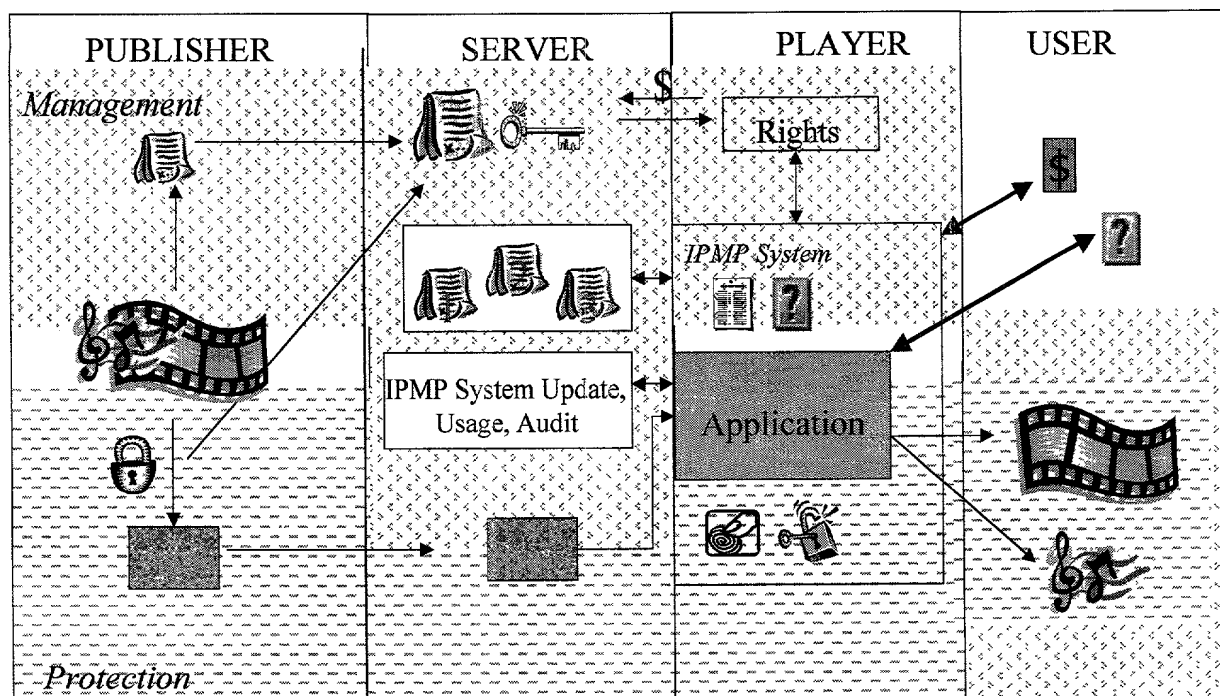 PUBLISHER
SERVER
PLAYER
USER
Management
$
Rights
$
?
IPMP System
?
IPMP System Update,
Usage, Audit
Application
Protection